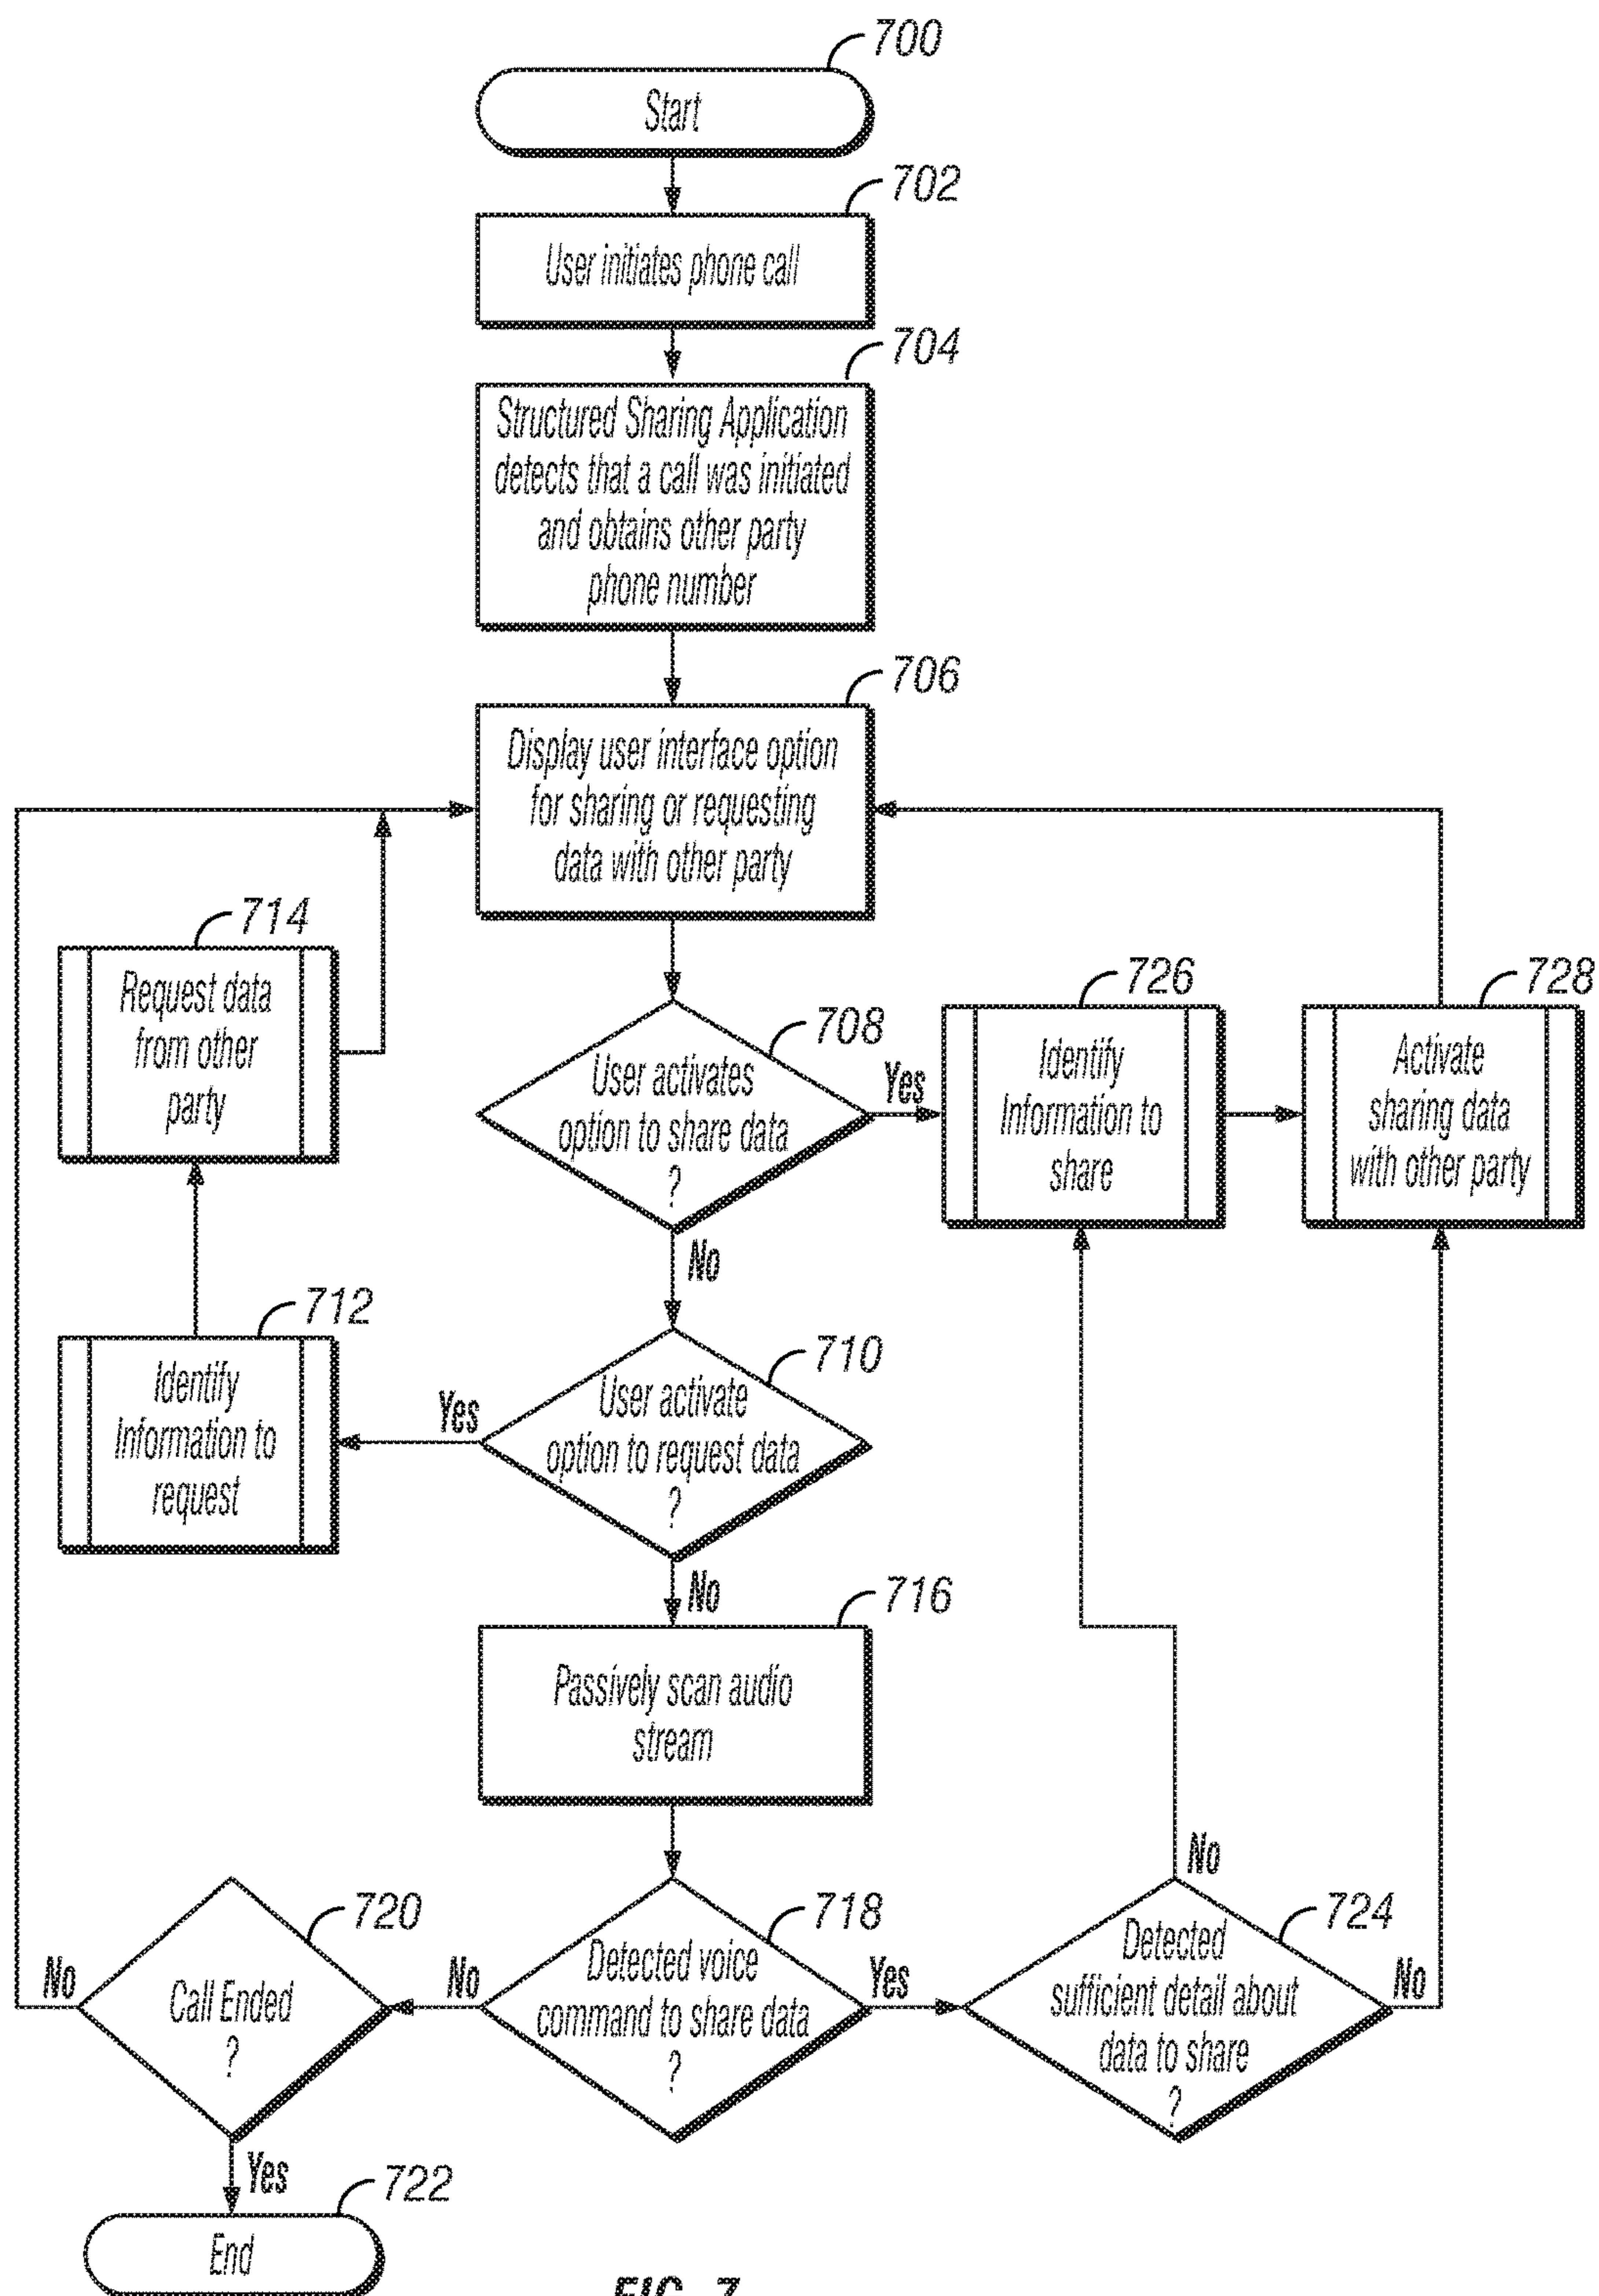 700
Start
702
User initiates phone call
704
Structured Sharing Application
detects that a call was initiated
and obtains other party
phone number
706
Display user interface option
for sharing or requesting
data with other party
714
Request data
from other
party
708
User activates
option to share data
?
Yes
No
726
Identify
Information to
share
728
Activate
sharing data
with other party
712
Identify
Information to
request
710
User activate
option to request data
?
Yes
No
716
Passively scan audio
stream
720
Call Ended
?
No
Yes
718
Detected voice
command to share data
?
No
Yes
724
Detected
sufficient detail about
data to share
?
No
No
722
End
FIG. 7